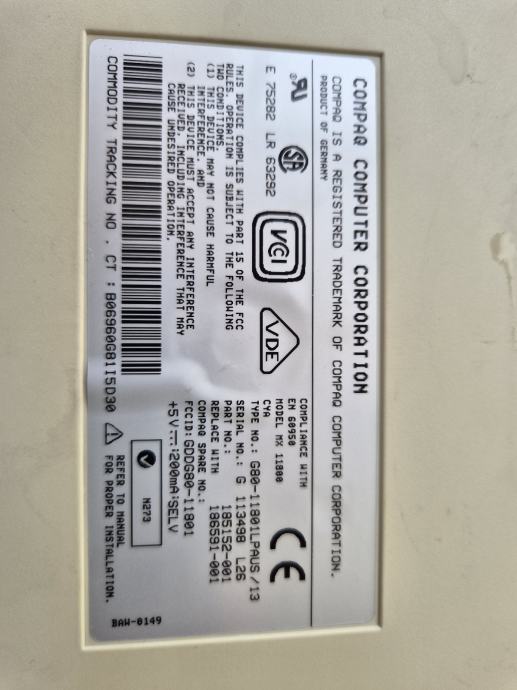 COMPAQ COMPUTER CORPORATION
COMPAQ IS A REGISTERED TRADEMARK OF COMPAQ COMPUTER CORPORATION.
PRODUCT OF GERMANY
E 75282 LR 63292
VCI
VDE
COMPLIANCE WITH
EN 60950
MODEL MX 11800
CYA
TYPE NO.: G80-11801LPAUS/13
SERIAL NO.: G 113498 L26
PART NO.: 185152-001
REPLACE WITH
COMPAQ SPARE NO.: 186591-001
FCCID: GDDG80-11801
+5V⎓:200mA:SELV
CE
THIS DEVICE COMPLIES WITH PART 15 OF THE FCC
RULES. OPERATION IS SUBJECT TO THE FOLLOWING
TWO CONDITIONS.
(1) THIS DEVICE MAY NOT CAUSE HARMFUL
INTERFERENCE, AND
(2) THIS DEVICE MUST ACCEPT ANY INTERFERENCE
RECEIVED, INCLUDING INTERFERENCE THAT MAY
CAUSE UNDESIRED OPERATION.
N273
COMMODITY TRACKING NO. CT : B06960G81I5D30
REFER TO MANUAL
FOR PROPER INSTALLATION.
BAW-0149